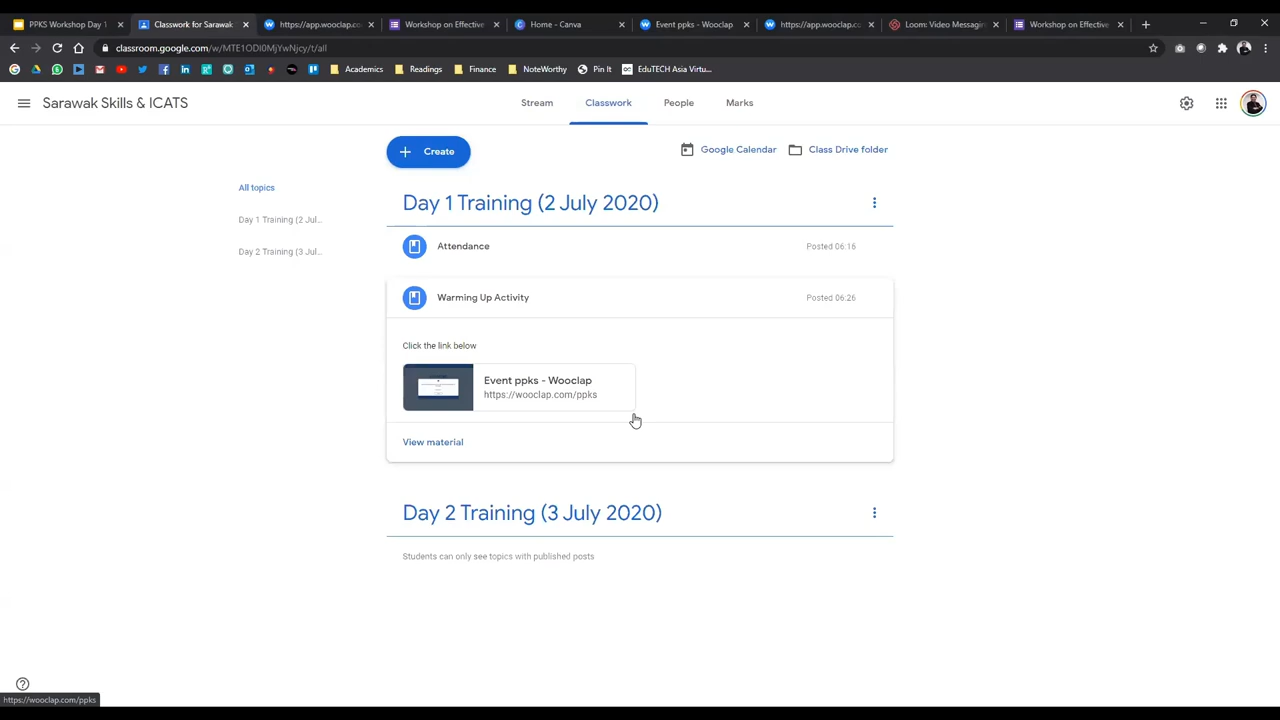 PPKS Workshop Day 1
Classwork for Sarawak
https://app.wooclap.co
Workshop on Effective
Home - Canva
Event ppks - Wooclap
https://app.wooclap.co
Loom: Video Messagin
Workshop on Effective
classroom.google.com/w/MTE1ODI0MjYwNjcy/t/all
Academics
Readings
Finance
NoteWorthy
Pin It
EduTECH Asia Virtu...
Sarawak Skills & ICATS
Stream
Classwork
People
Marks
Create
Google Calendar
Class Drive folder
All topics
Day 1 Training (2 Jul...
Day 2 Training (3 Jul...
Day 1 Training (2 July 2020)
Attendance
Posted 06:16
Warming Up Activity
Posted 06:26
Click the link below
Event ppks - Wooclap
https://wooclap.com/ppks
View material
Day 2 Training (3 July 2020)
Students can only see topics with published posts
https://wooclap.com/ppks